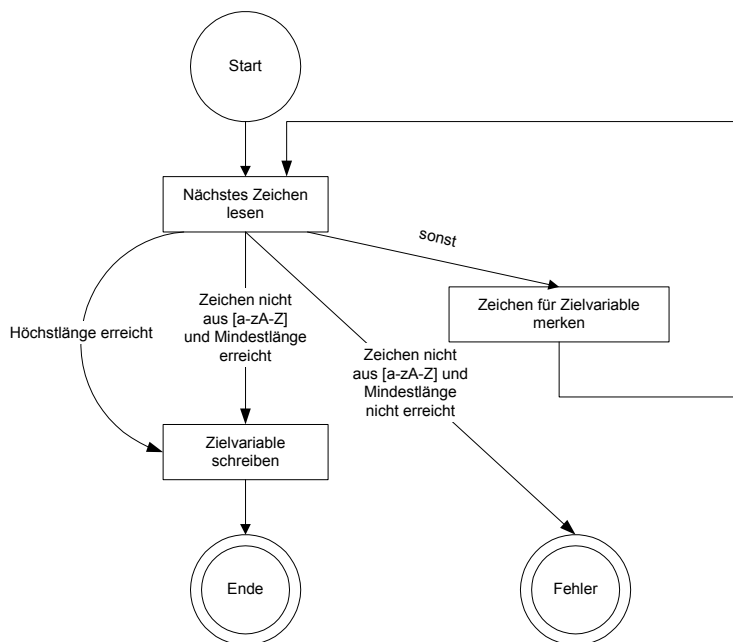 Start
Nächstes Zeichen
lesen
sonst
Zeichen nicht
aus [a-zA-Z]
und Mindestlänge
erreicht
Höchstlänge erreicht
Zeichen für Zielvariable
merken
Zeichen nicht
aus [a-zA-Z] und
Mindestlänge
nicht erreicht
Zielvariable
schreiben
Ende
Fehler